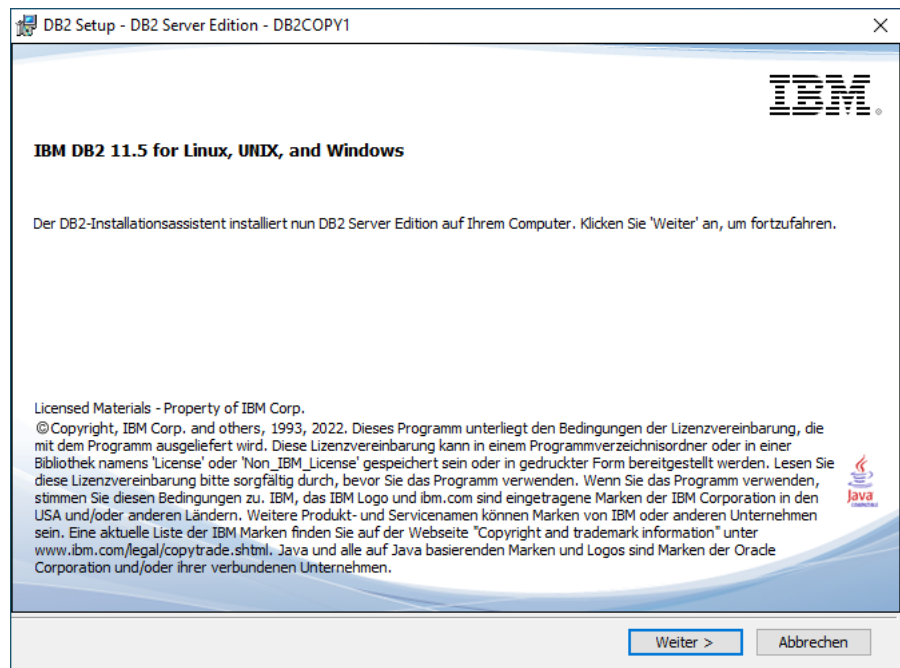 DB2 Setup - DB2 Server Edition - DB2COPY1
IBM
IBM DB2 11.5 for Linux, UNIX, and Windows
Der DB2-Installationsassistent installiert nun DB2 Server Edition auf Ihrem Computer. Klicken Sie 'Weiter' an, um fortzufahren.
Licensed Materials - Property of IBM Corp.
©Copyright, IBM Corp. and others, 1993, 2022. Dieses Programm unterliegt den Bedingungen der Lizenzvereinbarung, die
mit dem Programm ausgeliefert wird. Diese Lizenzvereinbarung kann in einem Programmverzeichnisordner oder in einer
Bibliothek namens 'License' oder 'Non_IBM_License' gespeichert sein oder in gedruckter Form bereitgestellt werden. Lesen Sie
diese Lizenzvereinbarung bitte sorgfältig durch, bevor Sie das Programm verwenden. Wenn Sie das Programm verwenden,
stimmen Sie diesen Bedingungen zu. IBM, das IBM Logo und ibm.com sind eingetragene Marken der IBM Corporation in den
USA und/oder anderen Ländern. Weitere Produkt- und Servicenamen können Marken von IBM oder anderen Unternehmen
sein. Eine aktuelle Liste der IBM Marken finden Sie auf der Webseite "Copyright and trademark information" unter
www.ibm.com/legal/copytrade.shtml. Java und alle auf Java basierenden Marken und Logos sind Marken der Oracle
Corporation und/oder ihrer verbundenen Unternehmen.
Java
COMPATIBLE
Weiter >
Abbrechen